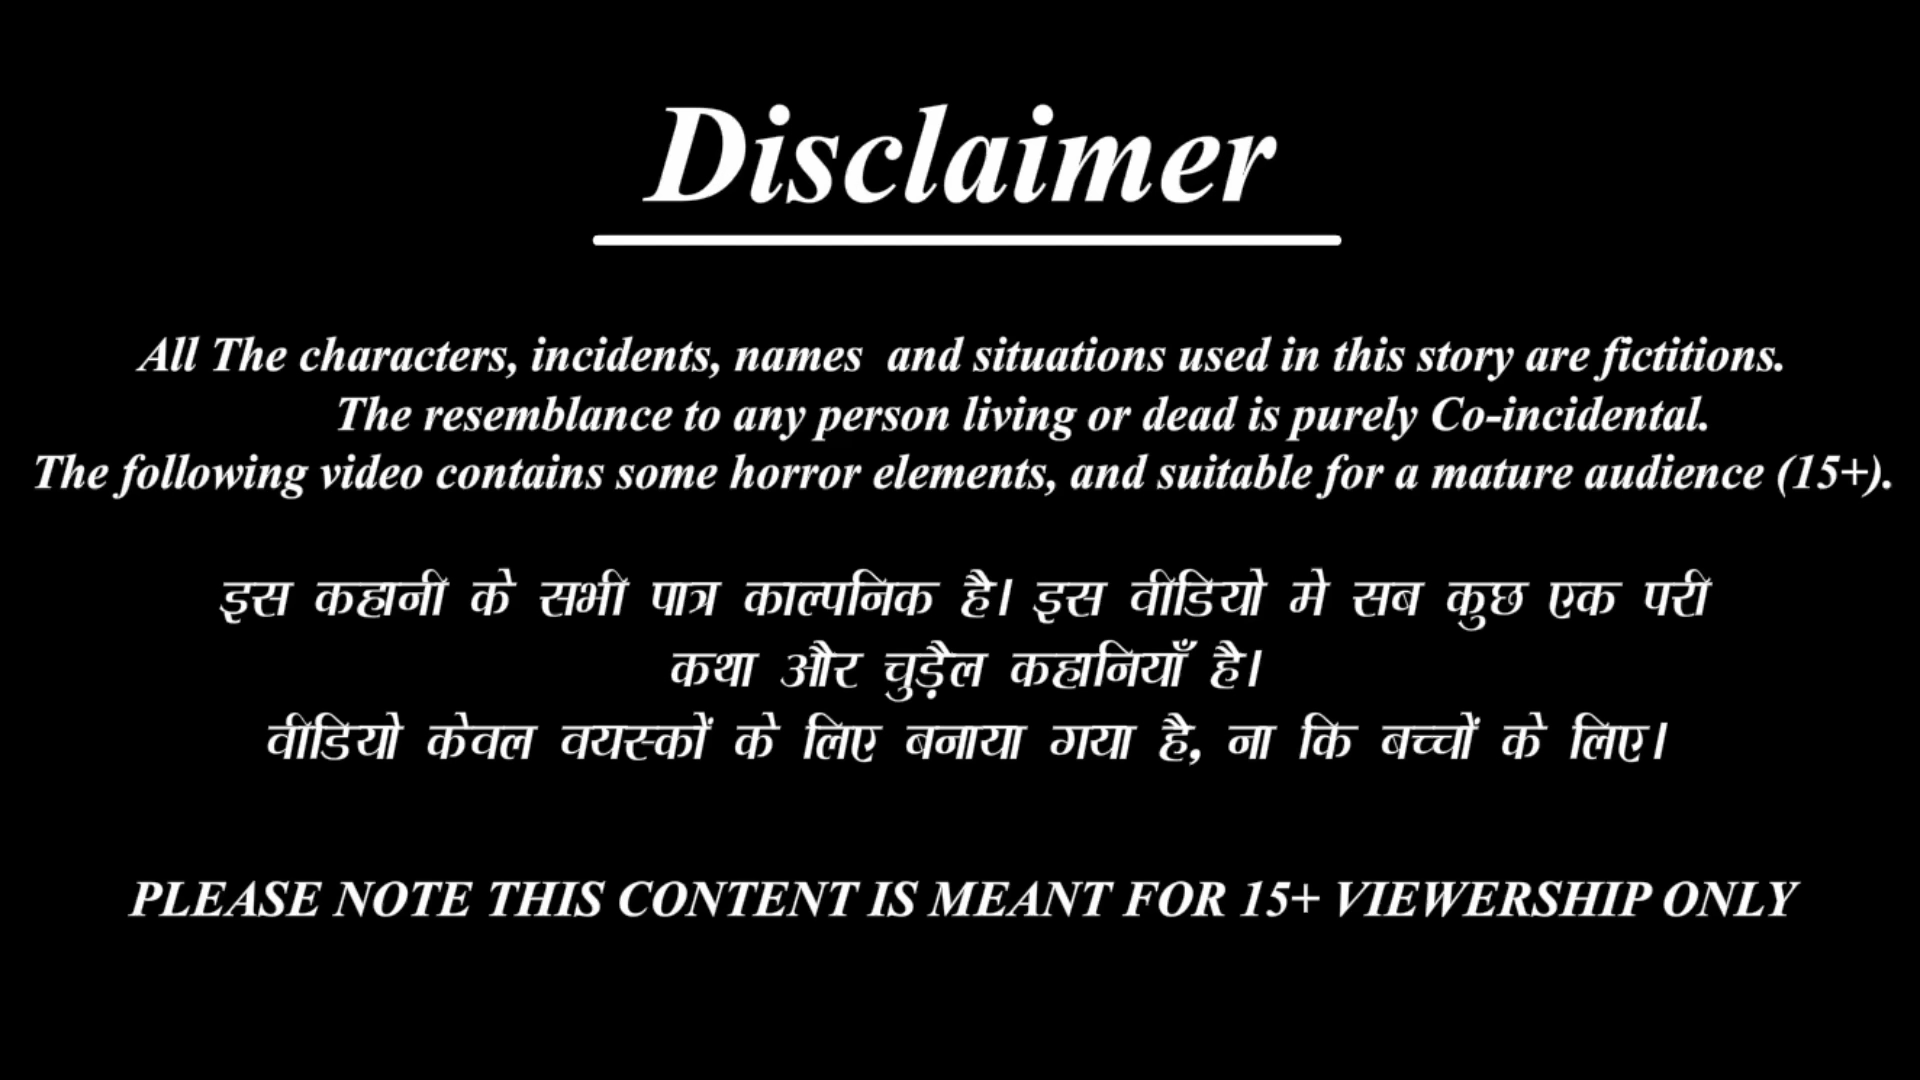 Disclaimer
All The characters, incidents, names and situations used in this story are fictitions.
The resemblance to any person living or dead is purely Co-incidental.
The following video contains some horror elements, and suitable for a mature audience (15+).
इस कहानी के सभी पात्र काल्पनिक है। इस वीडियो मे सब कुछ एक परी
कथा और चुड़ैल कहानियाँ है।
वीडियो केवल वयस्कों के लिए बनाया गया है, ना कि बच्चों के लिए।
PLEASE NOTE THIS CONTENT IS MEANT FOR 15+ VIEWERSHIP ONLY